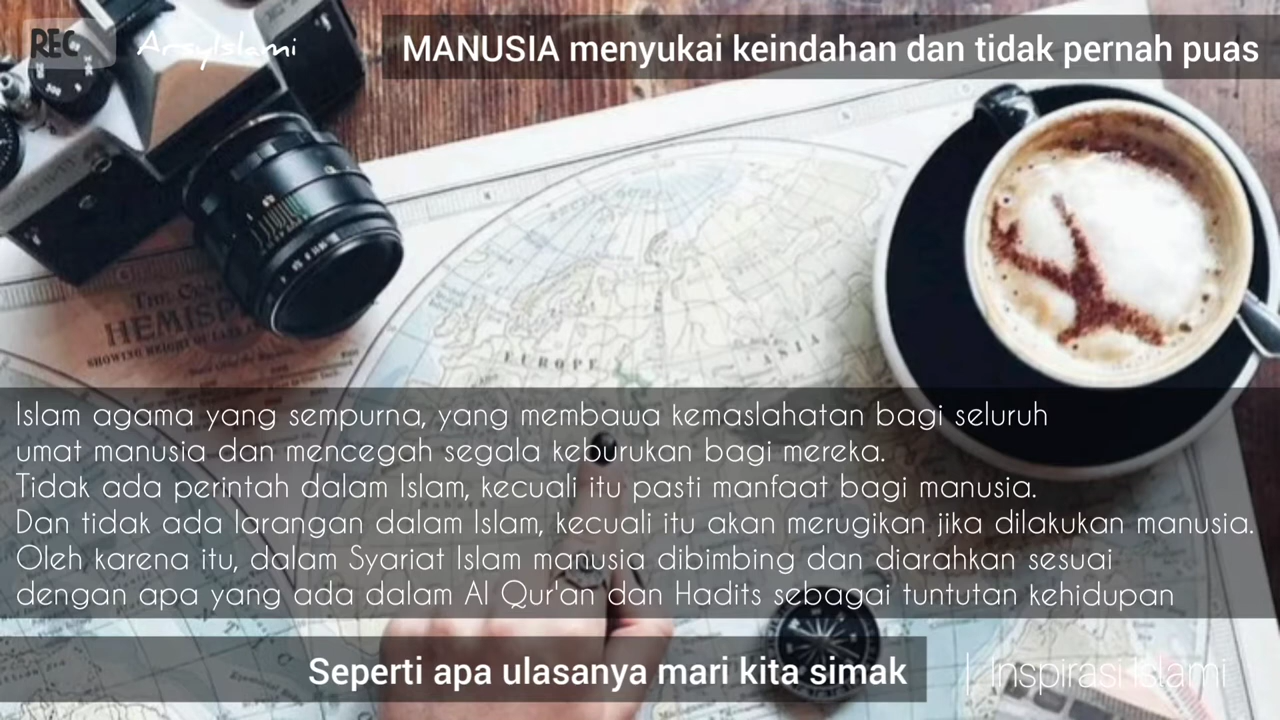 REC
ArsyIslami
MANUSIA menyukai keindahan dan tidak pernah puas
HEMISP
EUROPE
ASIA
Islam agama yang sempurna, yang membawa kemaslahatan bagi seluruh
umat manusia dan mencegah segala keburukan bagi mereka.
Tidak ada perintah dalam Islam, kecuali itu pasti manfaat bagi manusia.
Dan tidak ada larangan dalam Islam, kecuali itu akan merugikan jika dilakukan manusia.
Oleh karena itu, dalam Syariat Islam manusia dibimbing dan diarahkan sesuai
dengan apa yang ada dalam Al Qur'an dan Hadits sebagai tuntutan kehidupan
Seperti apa ulasanya mari kita simak
| Inspirasi Islami